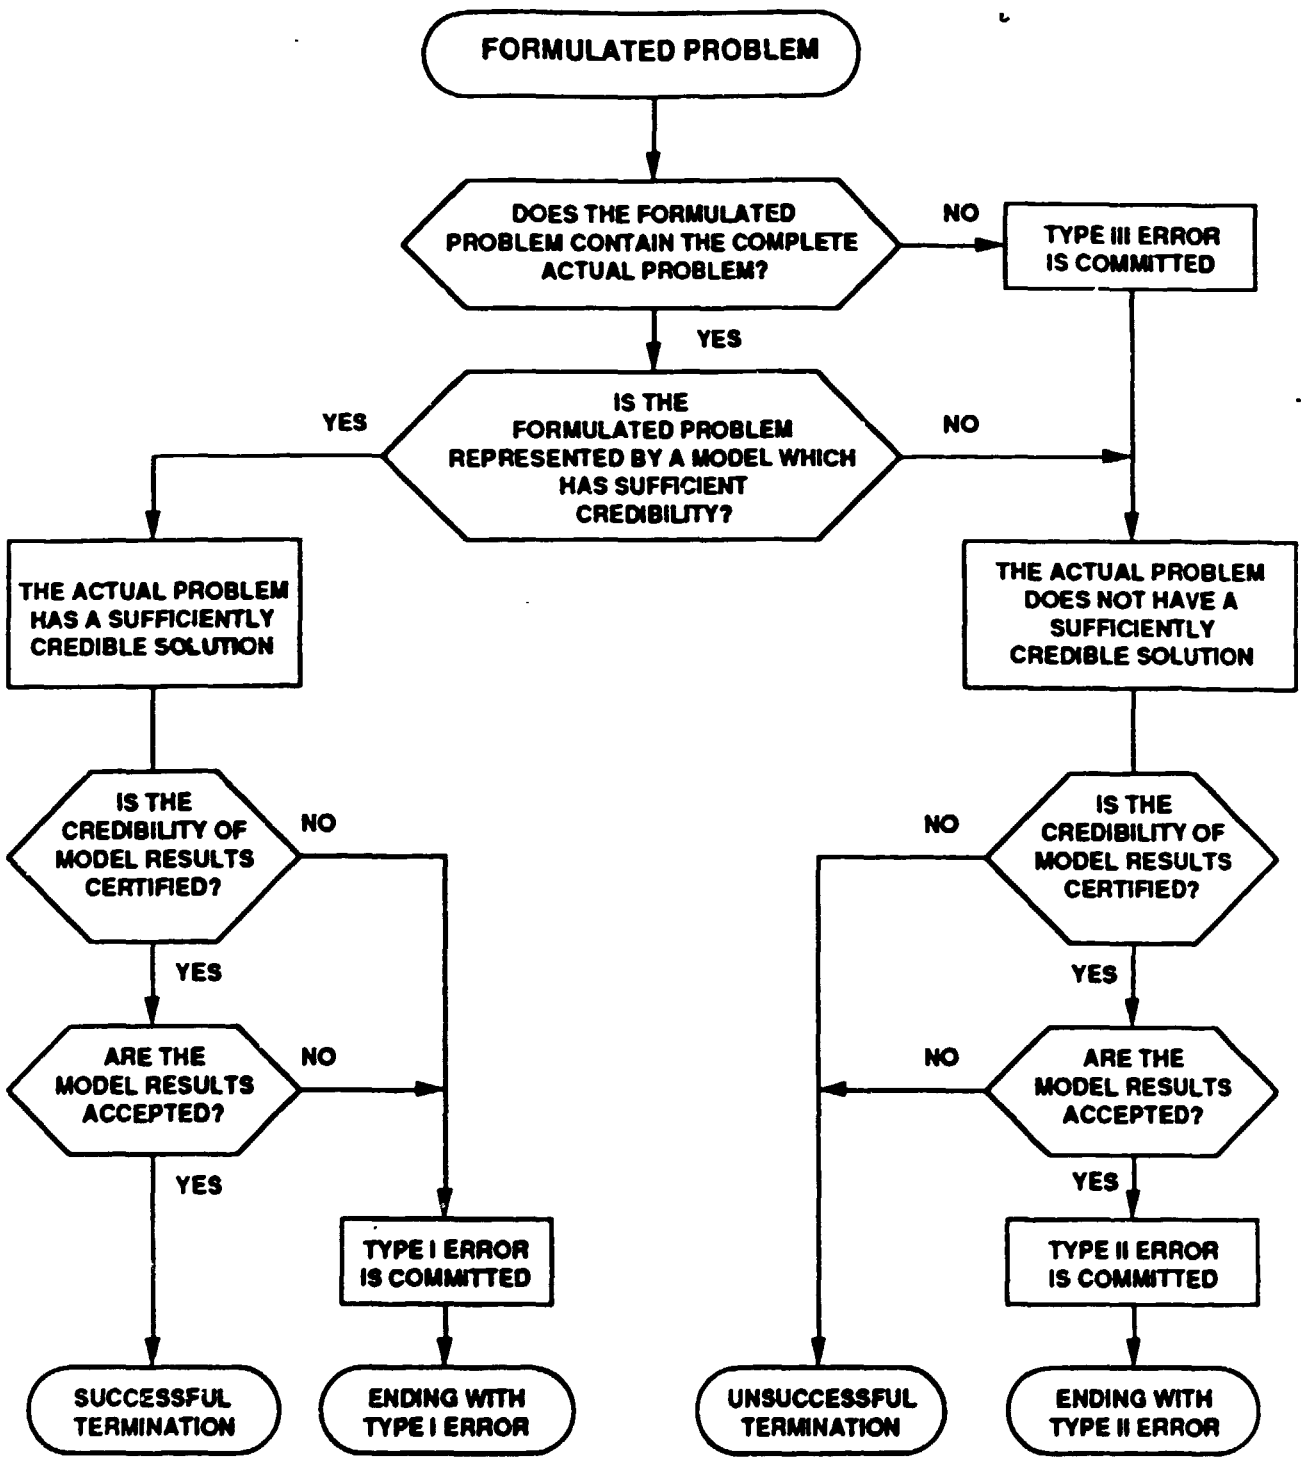 FORMULATED PROBLEM
DOES THE FORMULATED
PROBLEM CONTAIN THE COMPLETE
ACTUAL PROBLEM?
NO
TYPE III ERROR
IS COMMITTED
YES
IS THE
FORMULATED PROBLEM
REPRESENTED BY A MODEL WHICH
HAS SUFFICIENT
CREDIBILITY?
YES
NO
THE ACTUAL PROBLEM
HAS A SUFFICIENTLY
CREDIBLE SOLUTION
THE ACTUAL PROBLEM
DOES NOT HAVE A
SUFFICIENTLY
CREDIBLE SOLUTION
IS THE
CREDIBILITY OF
MODEL RESULTS
CERTIFIED?
NO
NO
IS THE
CREDIBILITY OF
MODEL RESULTS
CERTIFIED?
YES
YES
ARE THE
MODEL RESULTS
ACCEPTED?
NO
NO
ARE THE
MODEL RESULTS
ACCEPTED?
YES
YES
TYPE I ERROR
IS COMMITTED
TYPE II ERROR
IS COMMITTED
SUCCESSFUL
TERMINATION
ENDING WITH
TYPE I ERROR
UNSUCCESSFUL
TERMINATION
ENDING WITH
TYPE II ERROR